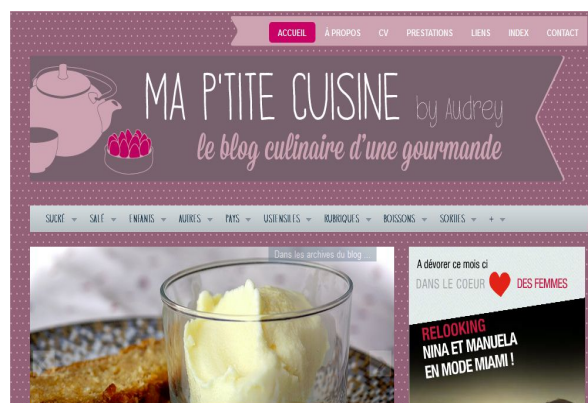 ACCUEIL À PROPOS CV PRESTATIONS LIENS INDEX CONTACT
MA P'TITE CUISINE by Audrey
le blog culinaire d'une gourmande
SUCRÉ SALÉ ENFANTS AUTRES PAYS USTENSILES RUBRIQUES BOISSONS SORTIES +
Dans les archives du blog...
A dévorer ce mois ci
DANS LE COEUR DES FEMMES
RELOOKING
NINA ET MANUELA
EN MODE MIAMI !